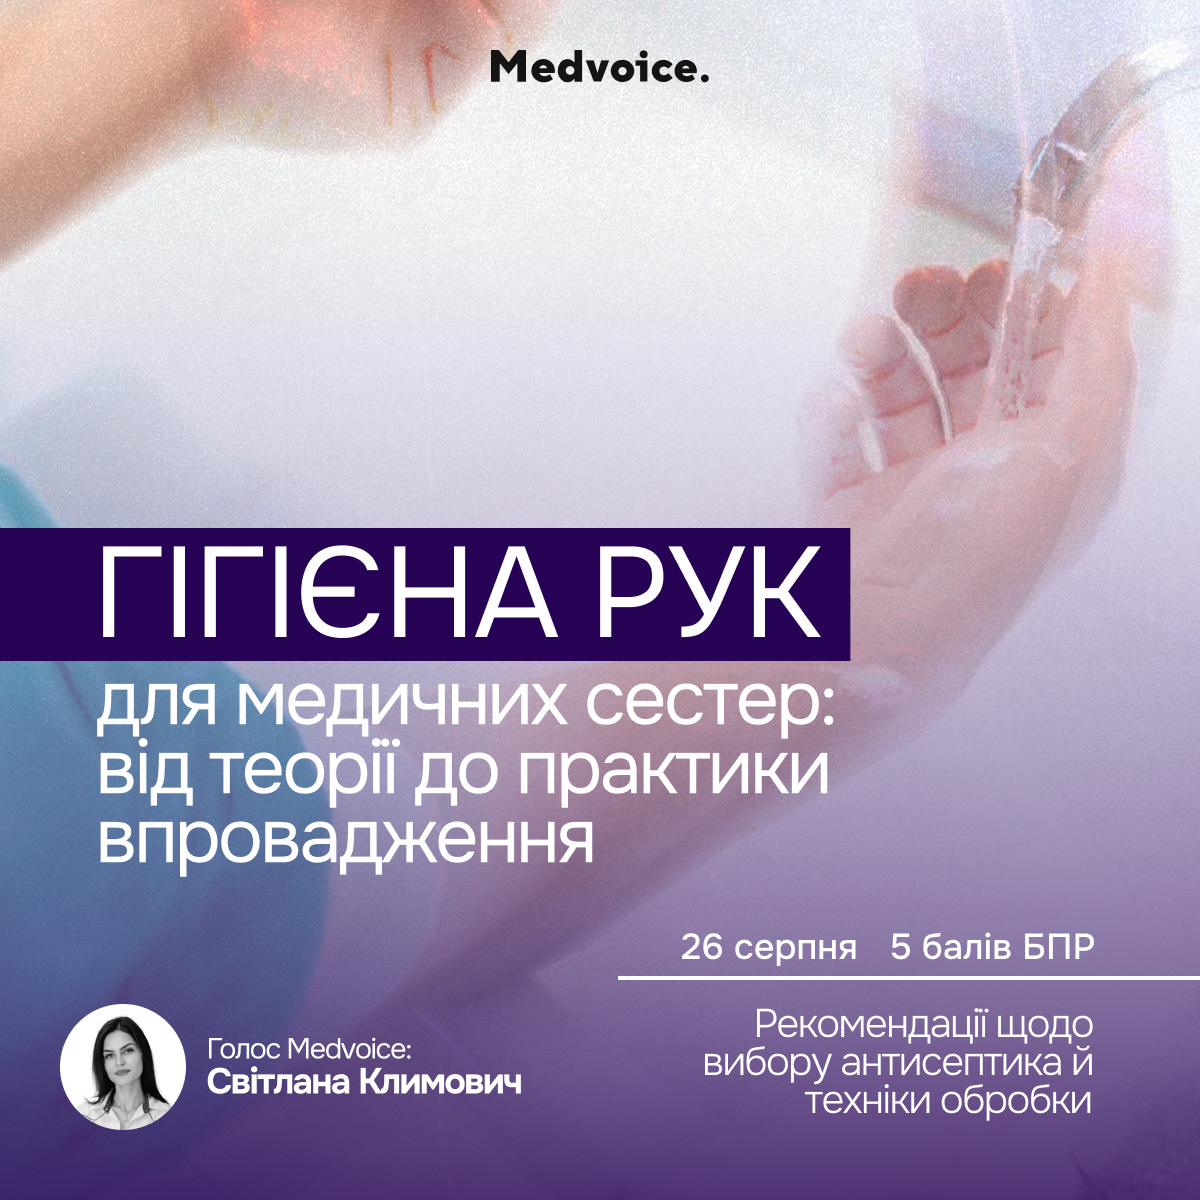 Medvoice.
ГІГІЄНА РУК
для медичних сестер:
від теорії до практики
впровадження
26 серпня 5 балів БПР
Рекомендації щодо
вибору антисептика й
техніки обробки
Голос Medvoice:
Світлана Климович